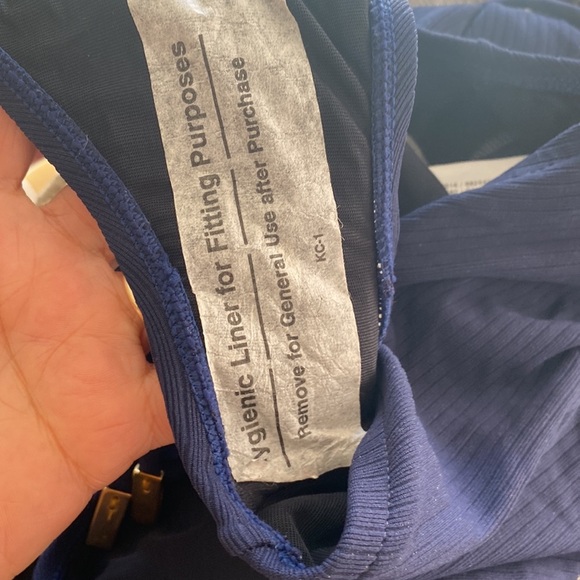 ygienic Liner for Fitting Purposes
Remove for General Use after Purchase
KC-1